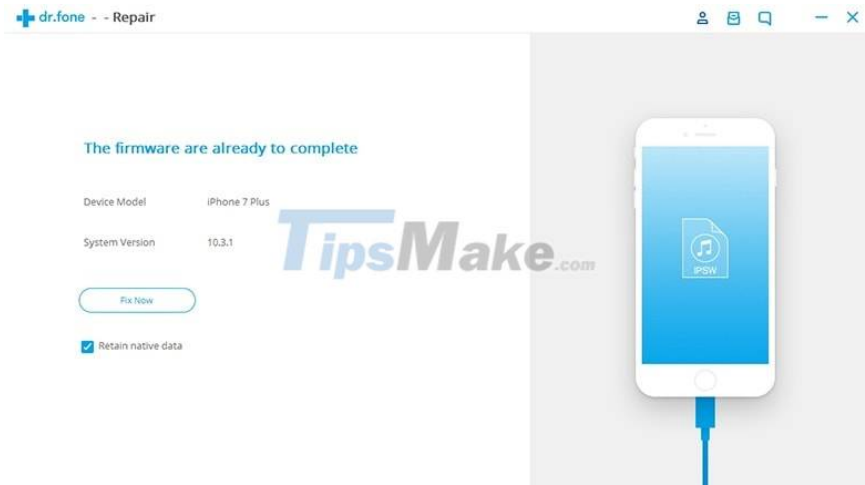 dr.fone - - Repair
The firmware are already to complete
Device Model iPhone 7 Plus
System Version 10.3.1
TipsMake.com
Fix Now
Retain native data
IPSW